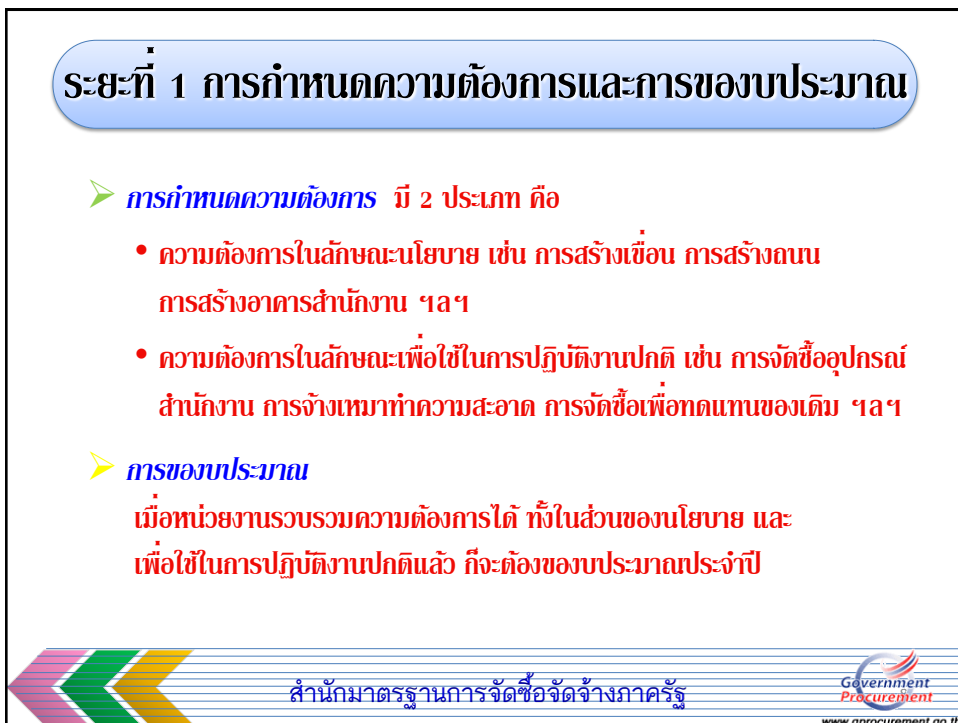 ระยะที่ 1 การกำหนดความต้องการและการของบประมาณ
การกำหนดความต้องการ มี 2 ประเภท คือ
• ความต้องการในลักษณะนโยบาย เช่น การสร้างเขื่อน การสร้างถนน
การสร้างอาคารสำนักงาน ฯลฯ
• ความต้องการในลักษณะเพื่อใช้ในการปฏิบัติงานปกติ เช่น การจัดซื้ออุปกรณ์
สำนักงาน การจ้างเหมาทำความสะอาด การจัดซื้อเพื่อทดแทนของเดิม ฯลฯ
การของบประมาณ
เมื่อหน่วยงานรวบรวมความต้องการได้ ทั้งในส่วนของนโยบาย และ
เพื่อใช้ในการปฏิบัติงานปกติแล้ว ก็จะต้องของบประมาณประจำปี
สำนักมาตรฐานการจัดซื้อจัดจ้างภาครัฐ
Government
Procurement
www.gprocurement.go.th